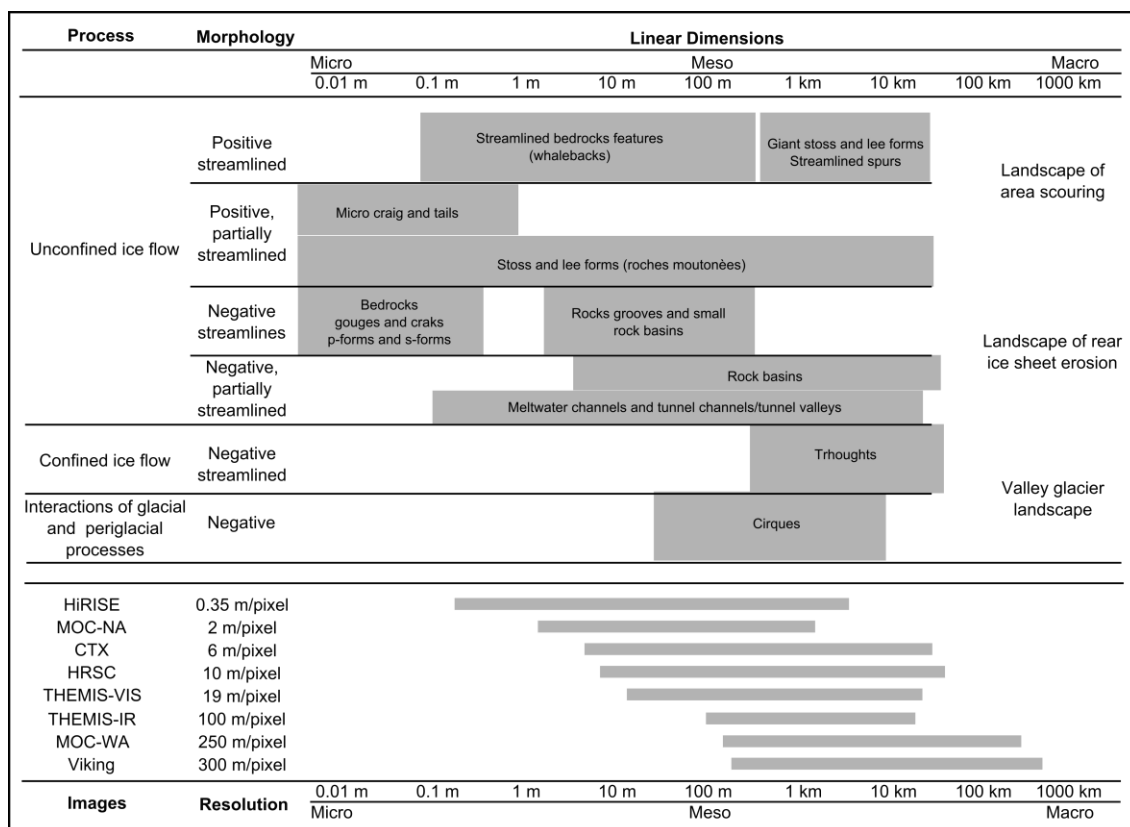 Process Morphology Linear Dimensions
Micro Meso Macro
0.01 m 0.1 m 1 m 10 m 100 m 1 km 10 km 100 km 1000 km
Unconfined ice flow
Positive
streamlined
Streamlined bedrocks features
(whalebacks)
Giant stoss and lee forms
Streamlined spurs
Landscape of
area scouring
Positive,
partially
streamlined
Micro craig and tails
Stoss and lee forms (roches moutonèes)
Negative
streamlines
Bedrocks
gouges and craks
p-forms and s-forms
Rocks grooves and small
rock basins
Landscape of rear
ice sheet erosion
Negative,
partially
streamlined
Rock basins
Meltwater channels and tunnel channels/tunnel valleys
Confined ice flow
Negative
streamlined
Trhoughts
Valley glacier
landscape
Interactions of glacial
and periglacial
processes
Negative
Cirques
HiRISE 0.35 m/pixel
MOC-NA 2 m/pixel
CTX 6 m/pixel
HRSC 10 m/pixel
THEMIS-VIS 19 m/pixel
THEMIS-IR 100 m/pixel
MOC-WA 250 m/pixel
Viking 300 m/pixel
Images Resolution
0.01 m 0.1 m 1 m 10 m 100 m 1 km 10 km 100 km 1000 km
Micro Meso Macro